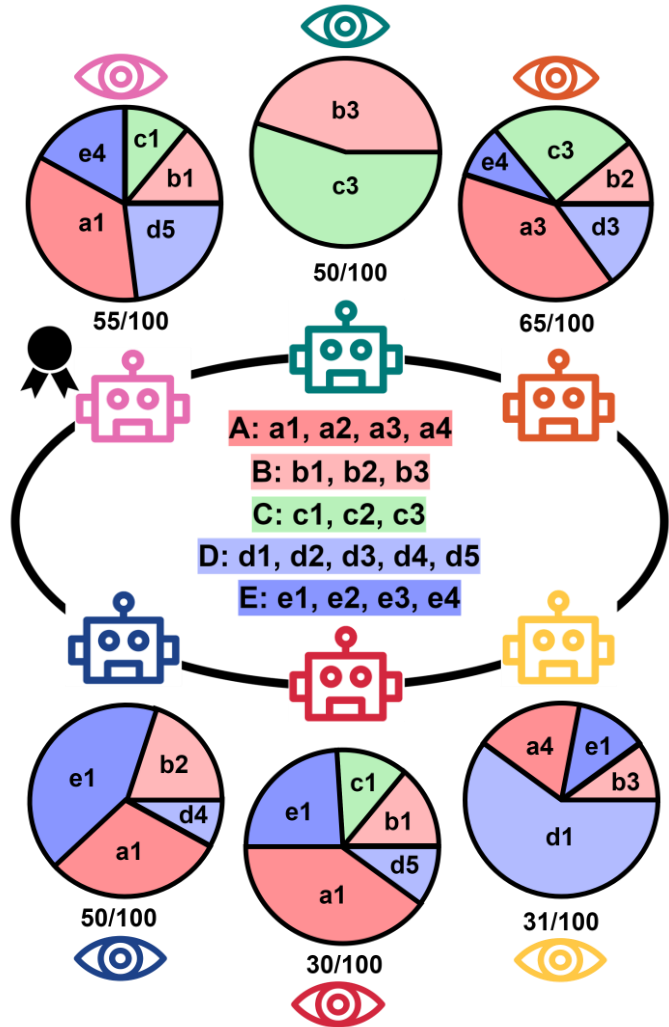 b3
c3
50/100
e4
c1
b1
a1
d5
55/100
e4
c3
b2
a3
d3
65/100
A: a1, a2, a3, a4
B: b1, b2, b3
C: c1, c2, c3
D: d1, d2, d3, d4, d5
E: e1, e2, e3, e4
e1
b2
d4
a1
50/100
e1
c1
b1
d5
a1
30/100
a4
e1
b3
d1
31/100